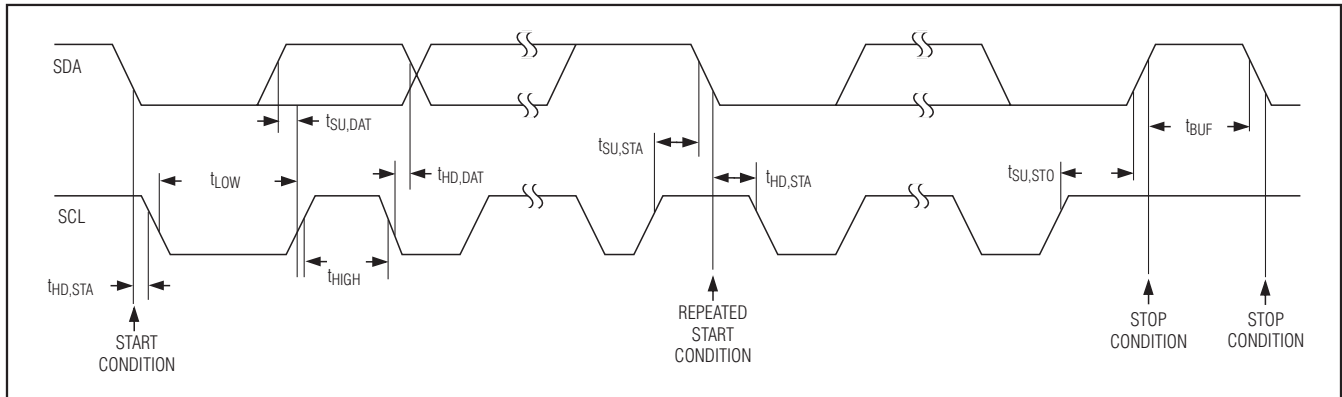 SDA
tSU,DAT
tSU,STA
tBUF
tLOW
tHD,DAT
tHD,STA
tSU,STO
SCL
tHD,STA
tHIGH
START
CONDITION
REPEATED
START
CONDITION
STOP
CONDITION
STOP
CONDITION